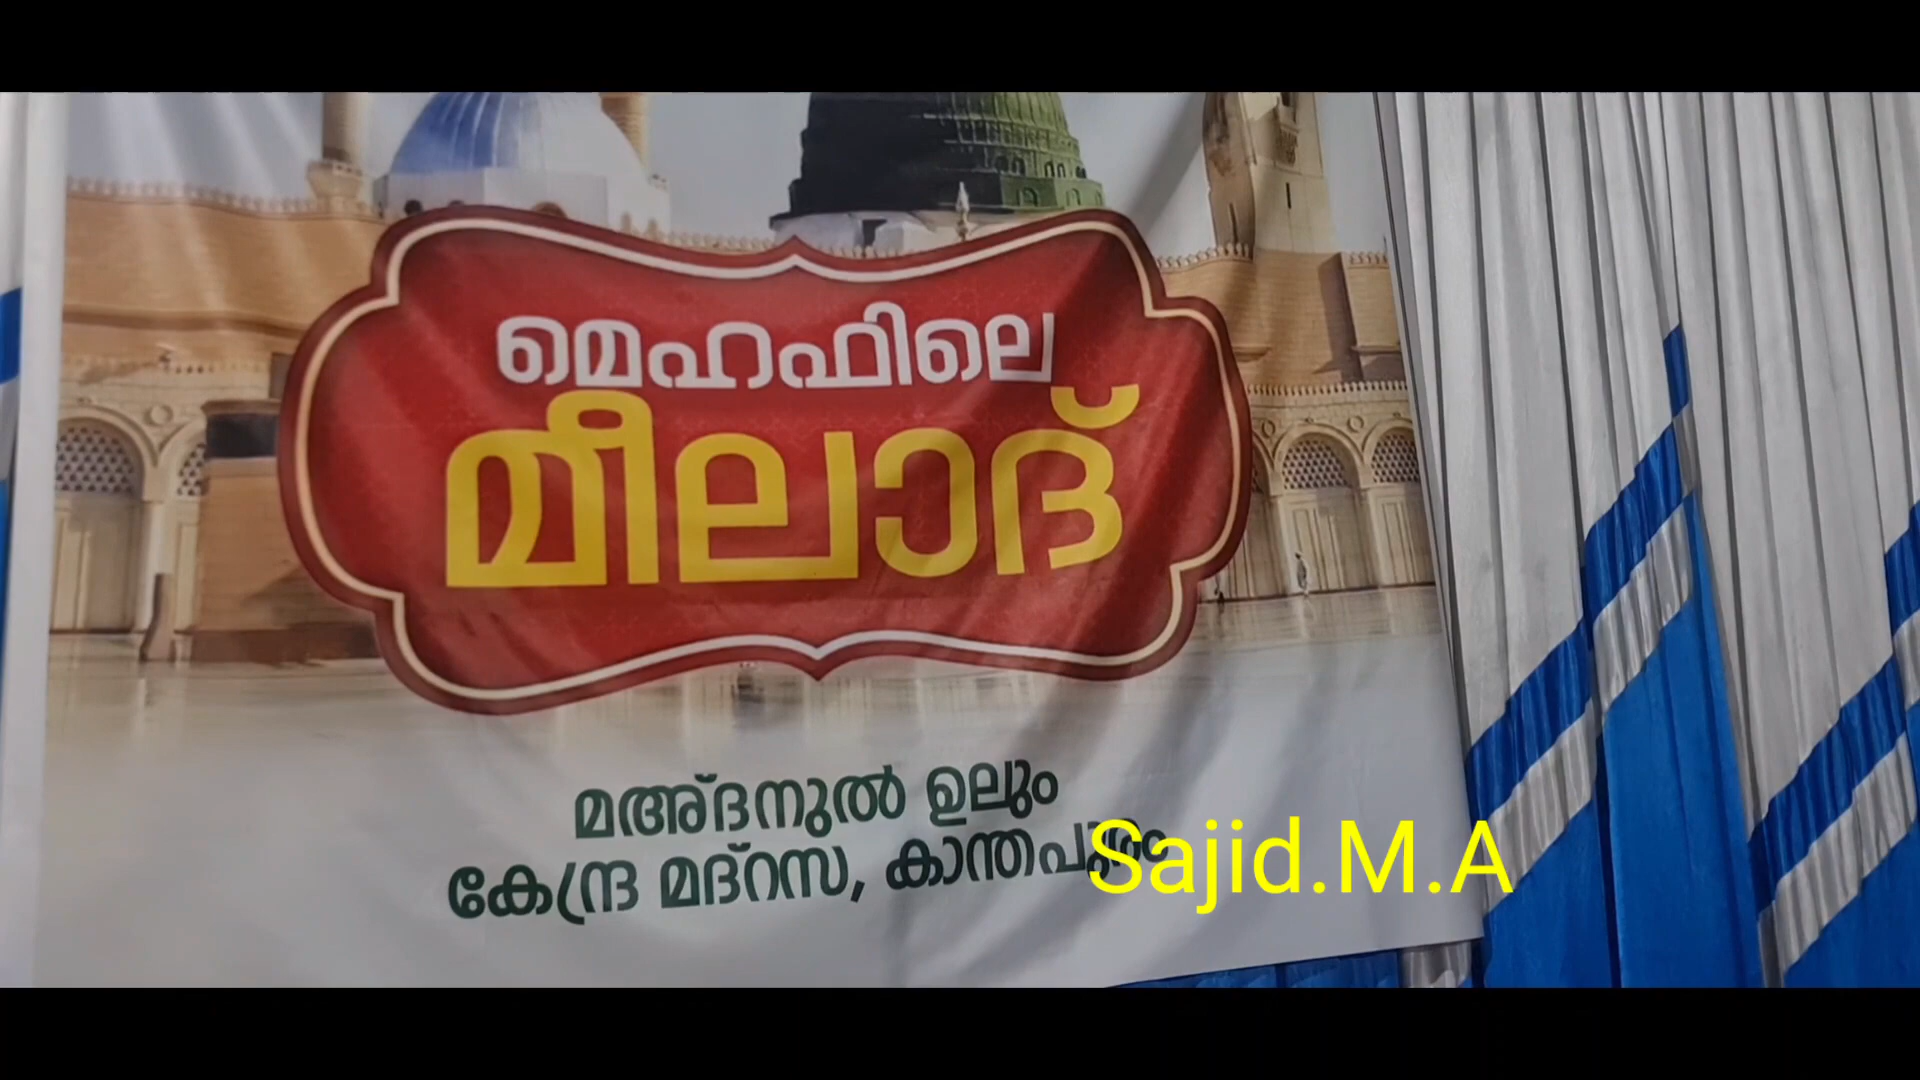 മെഹഫിലെ
മീലാദ്
മഅ്ദനുൽ ഉലൂം
കേന്ദ്ര മദ്റസ, കാന്തപുരം
Sajid.M.A